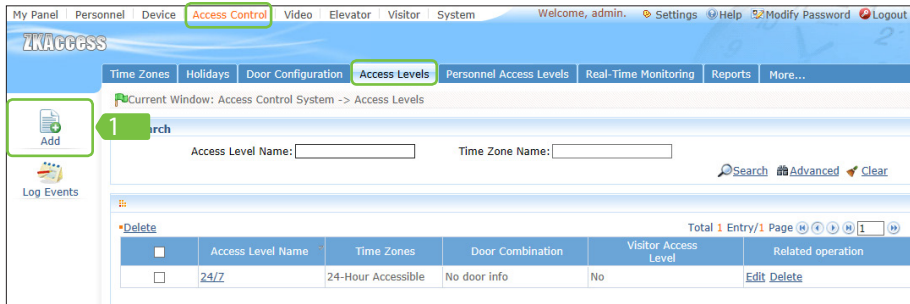 My Panel Personnel Device Access Control Video Elevator Visitor System Welcome, admin. Settings Help Modify Password Logout
ZKAccess
Time Zones Holidays Door Configuration Access Levels Personnel Access Levels Real-Time Monitoring Reports More...
Current Window: Access Control System -> Access Levels
Add
1
arch
Access Level Name: Time Zone Name:
Search Advanced Clear
Log Events
Delete Total 1 Entry/1 Page 1
Access Level Name Time Zones Door Combination Visitor Access Level Related operation
24/7 24-Hour Accessible No door info No Edit Delete